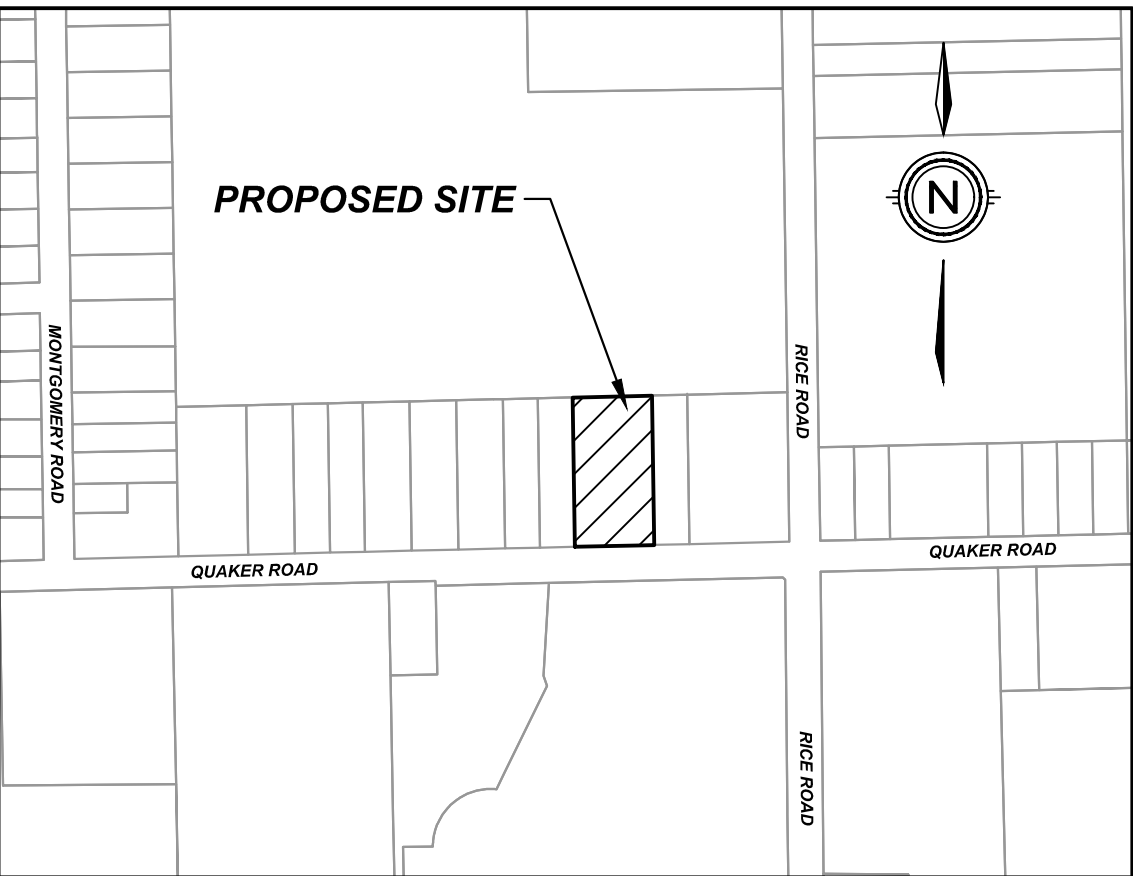 PROPOSED SITE
N
MONTGOMERY ROAD
RICE ROAD
QUAKER ROAD
QUAKER ROAD
RICE ROAD